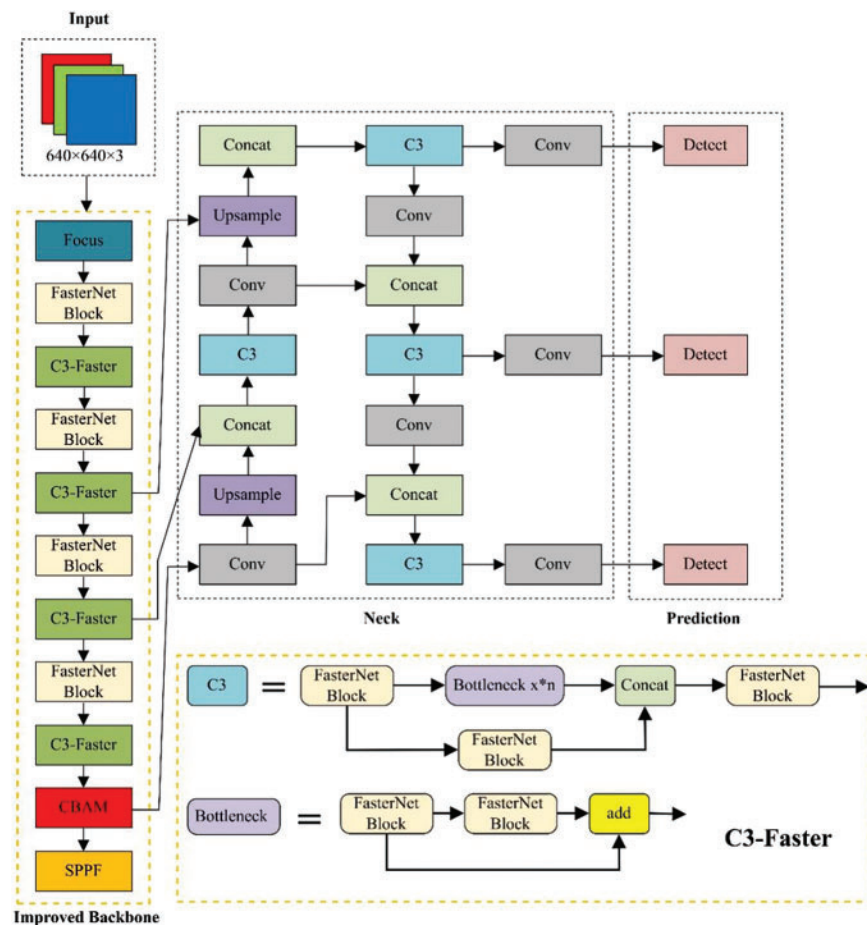 Input
640×640×3
Focus
FasterNet
Block
C3-Faster
FasterNet
Block
C3-Faster
FasterNet
Block
C3-Faster
FasterNet
Block
C3-Faster
CBAM
SPPF
Improved Backbone
Concat
C3
Conv
Detect
Upsample
Conv
Conv
Concat
C3
C3
Conv
Detect
Concat
Conv
Upsample
Concat
Conv
C3
Conv
Detect
Neck
Prediction
C3
=
FasterNet
Block
Bottleneck x*n
Concat
FasterNet
Block
FasterNet
Block
Bottleneck
=
FasterNet
Block
FasterNet
Block
add
C3-Faster